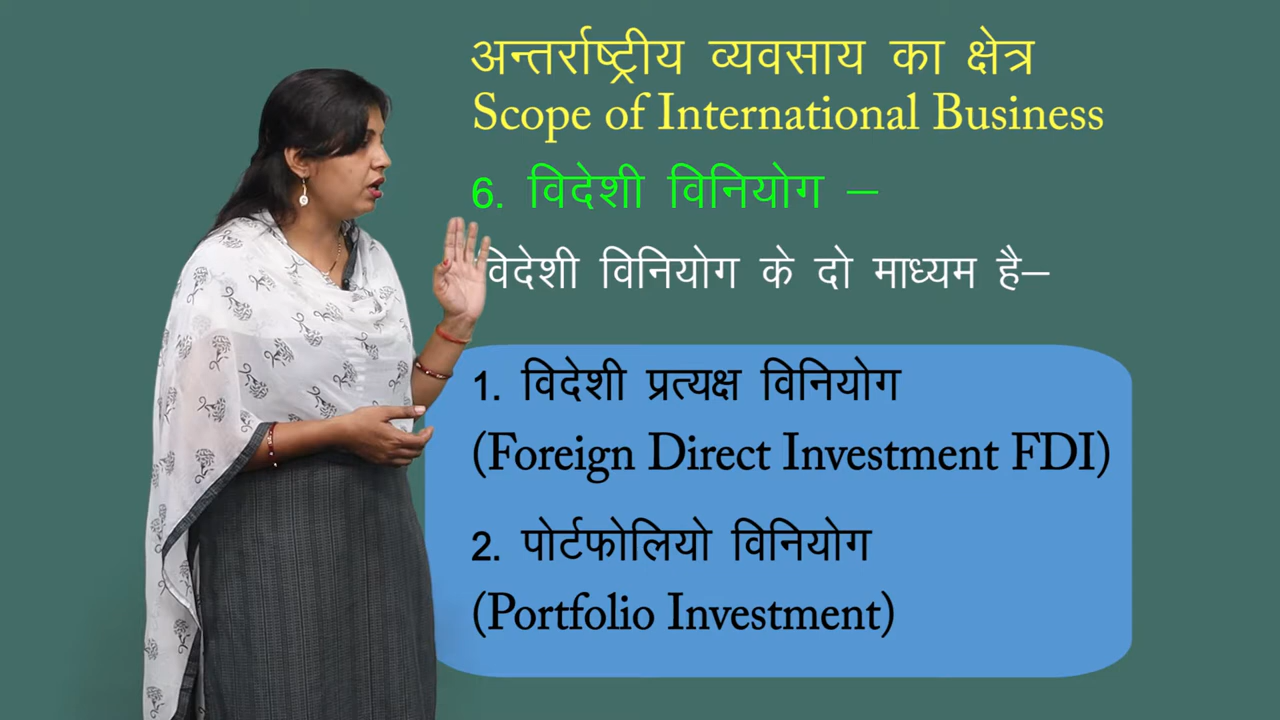 अन्तर्राष्ट्रीय व्यवसाय का क्षेत्र
Scope of International Business
6. विदेशी विनियोग –
विदेशी विनियोग के दो माध्यम है–
1. विदेशी प्रत्यक्ष विनियोग
(Foreign Direct Investment FDI)
2. पोर्टफोलियो विनियोग
(Portfolio Investment)